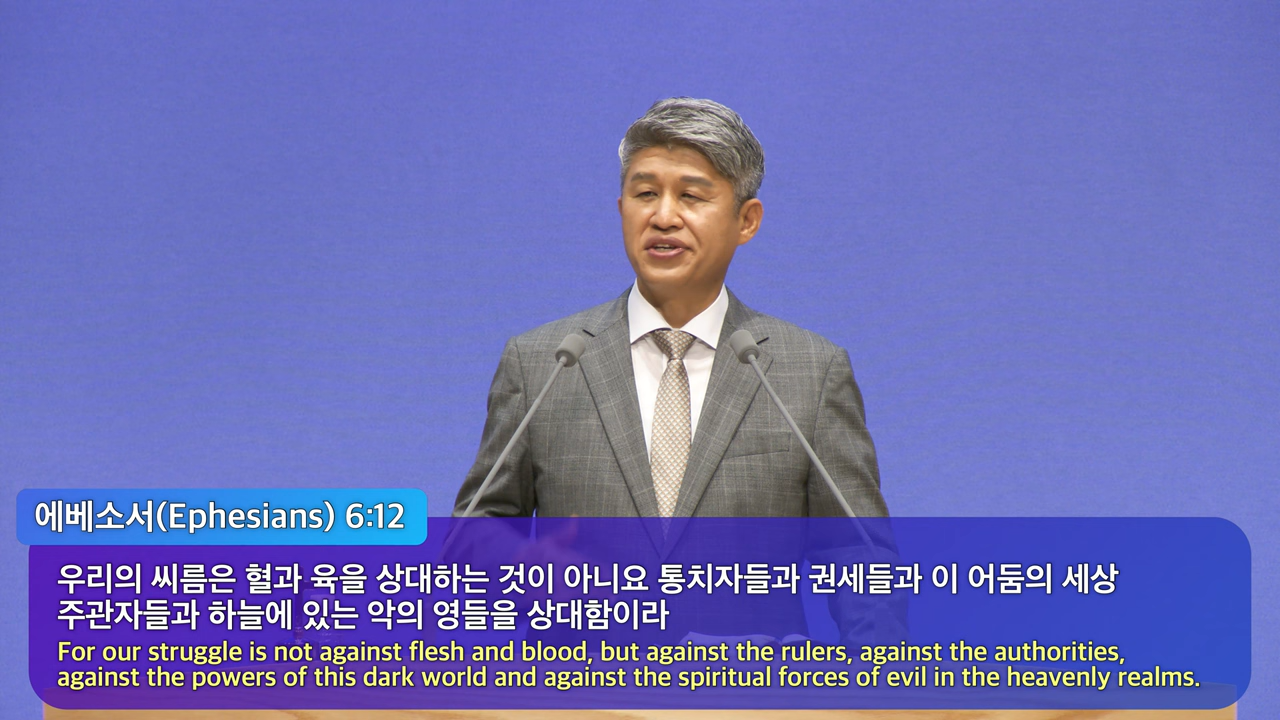 에베소서(Ephesians) 6:12
우리의 씨름은 혈과 육을 상대하는 것이 아니요 통치자들과 권세들과 이 어둠의 세상
주관자들과 하늘에 있는 악의 영들을 상대함이라
For our struggle is not against flesh and blood, but against the rulers, against the authorities,
against the powers of this dark world and against the spiritual forces of evil in the heavenly realms.